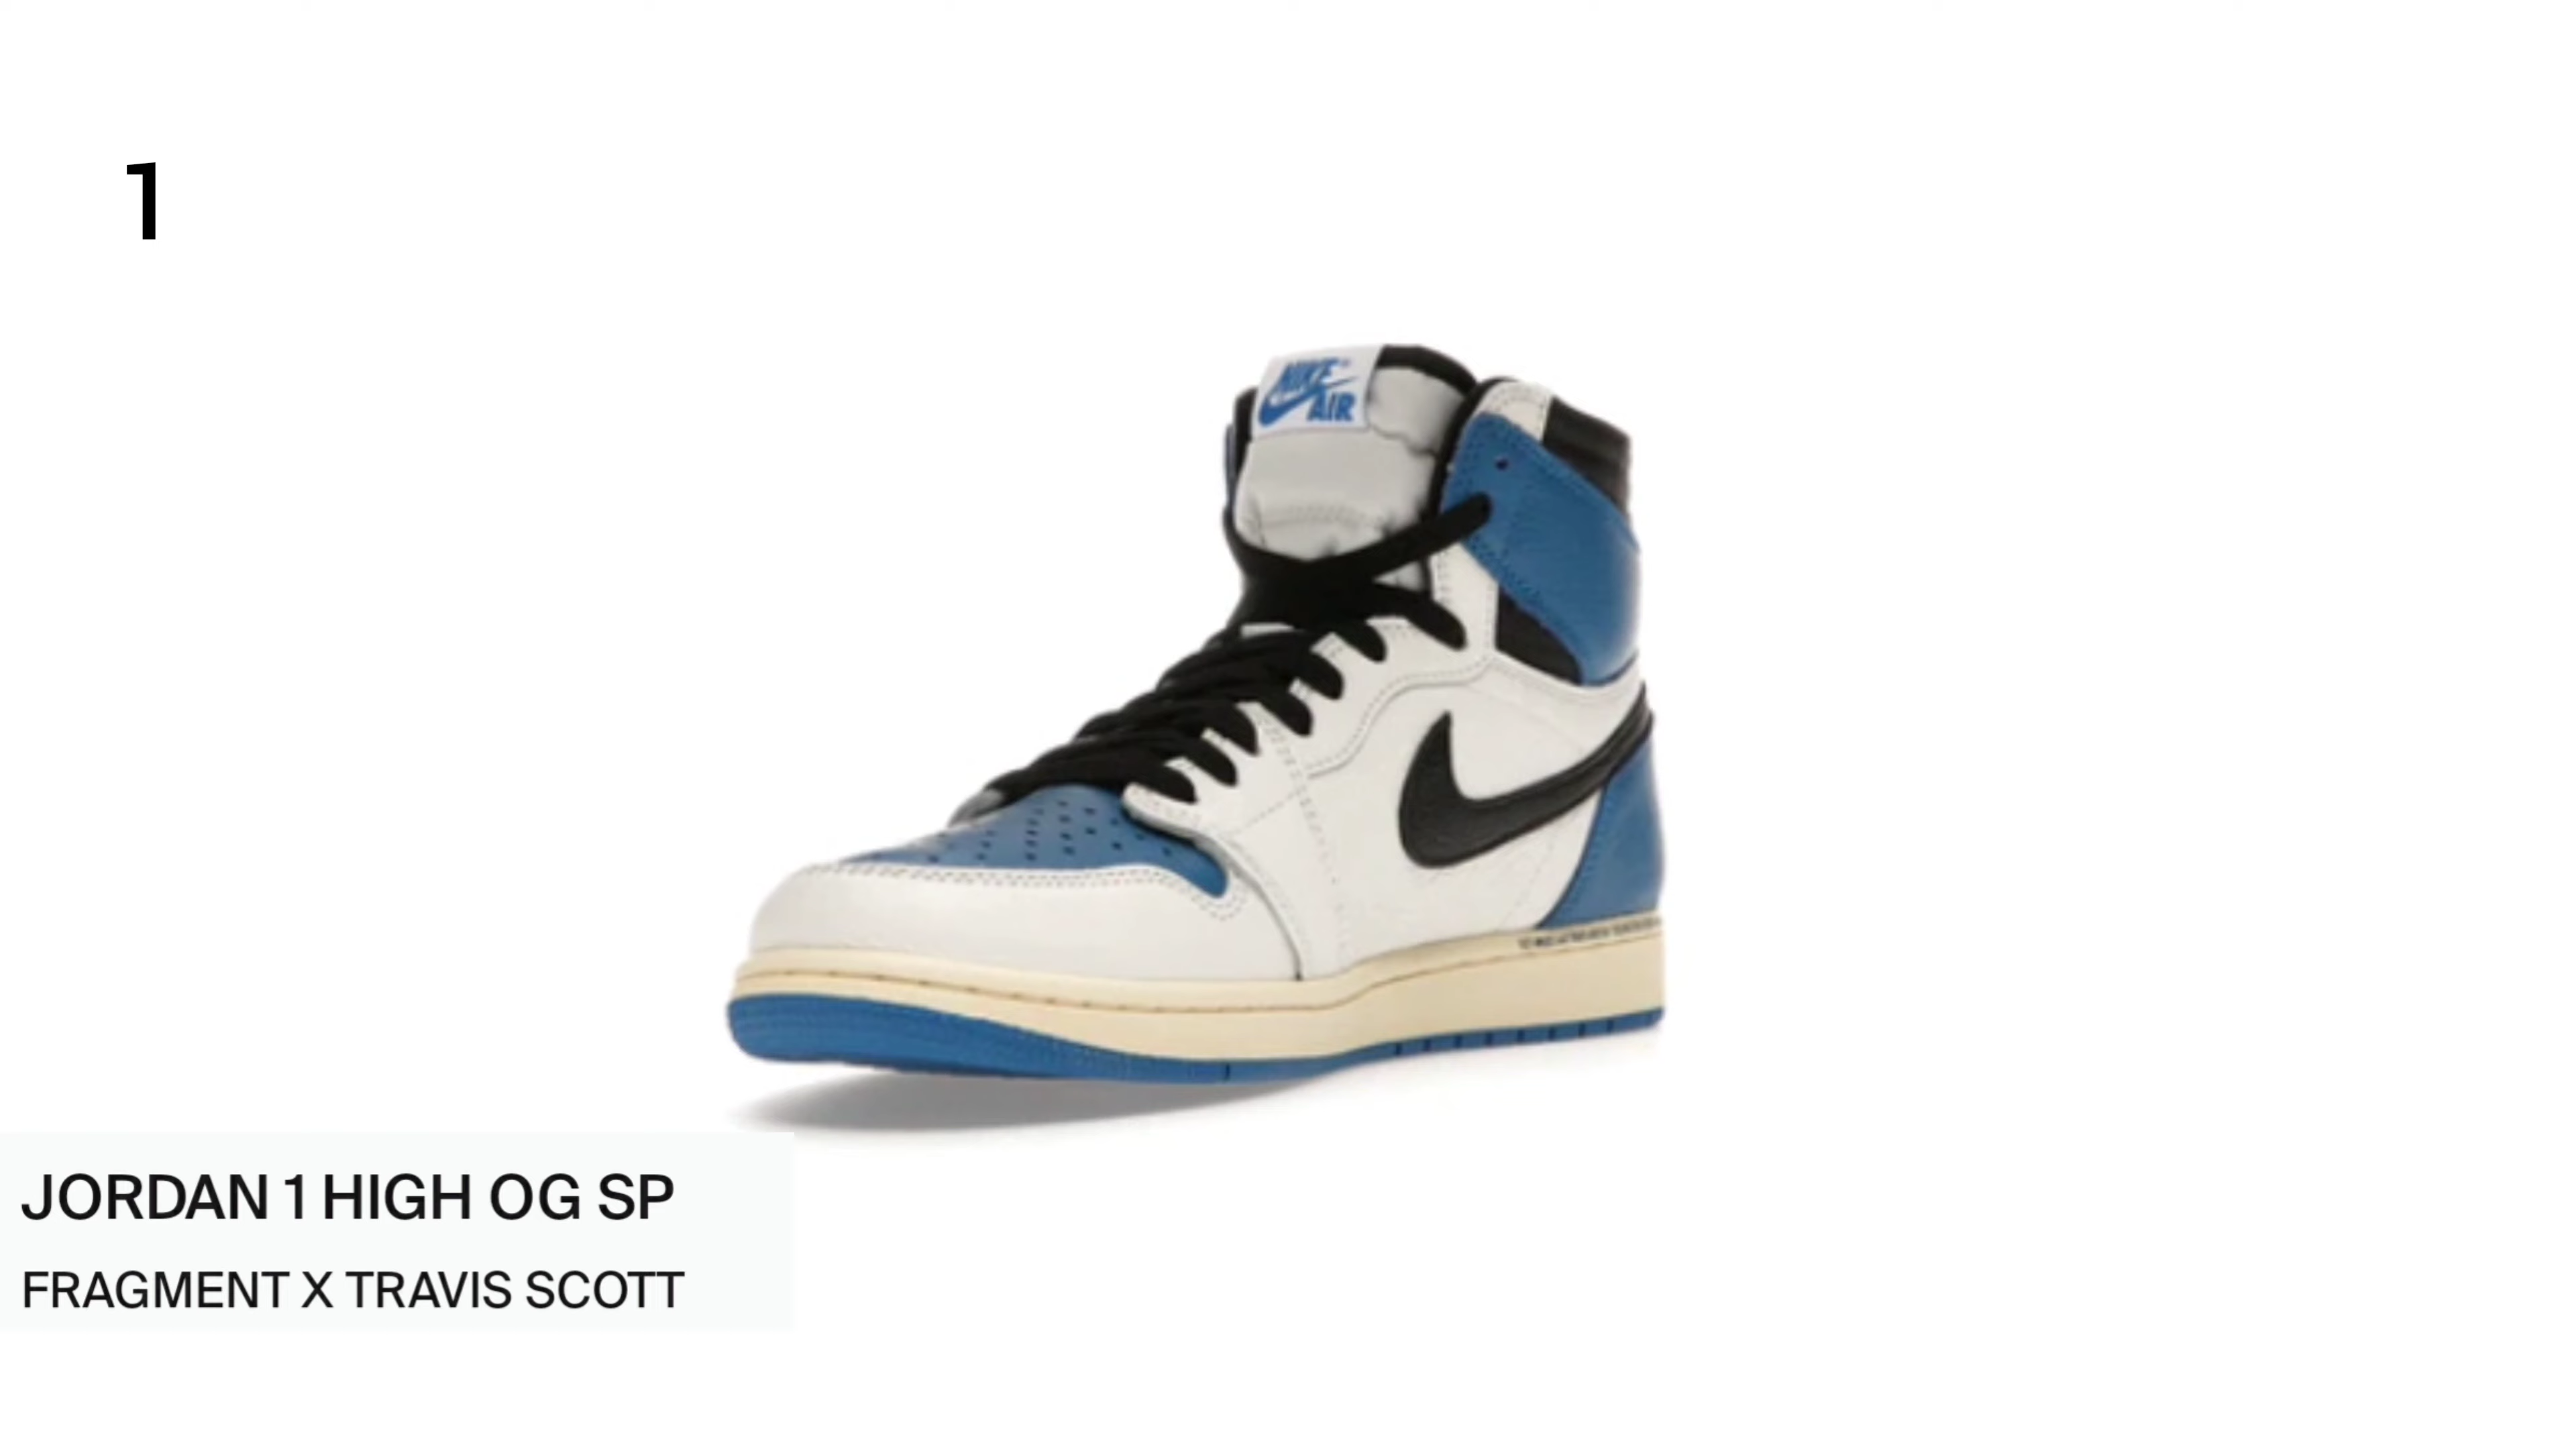 1
NIKE
AIR
JORDAN 1 HIGH OG SP
FRAGMENT X TRAVIS SCOTT